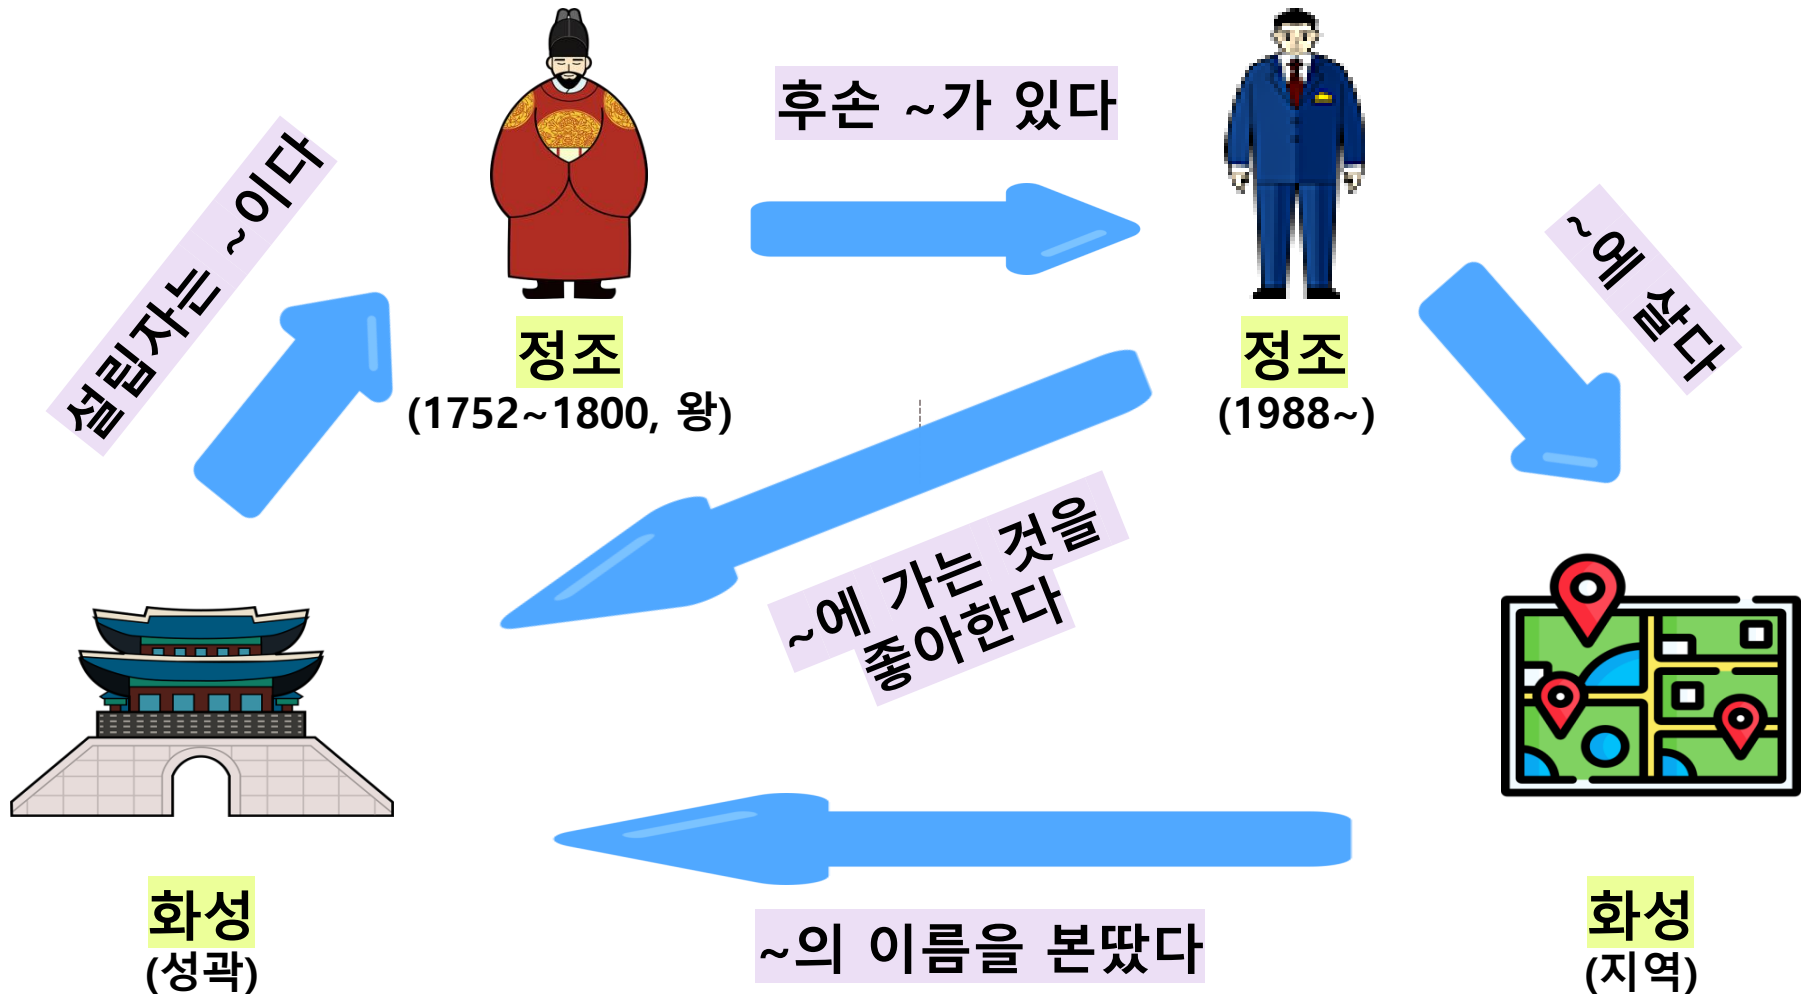 후손 ~가 있다
설립자는 ~이다
~에 살다
정조
(1752~1800, 왕)
정조
(1988~)
~에 가는 것을
좋아한다
화성
(성곽)
~의 이름을 본땄다
화성
(지역)